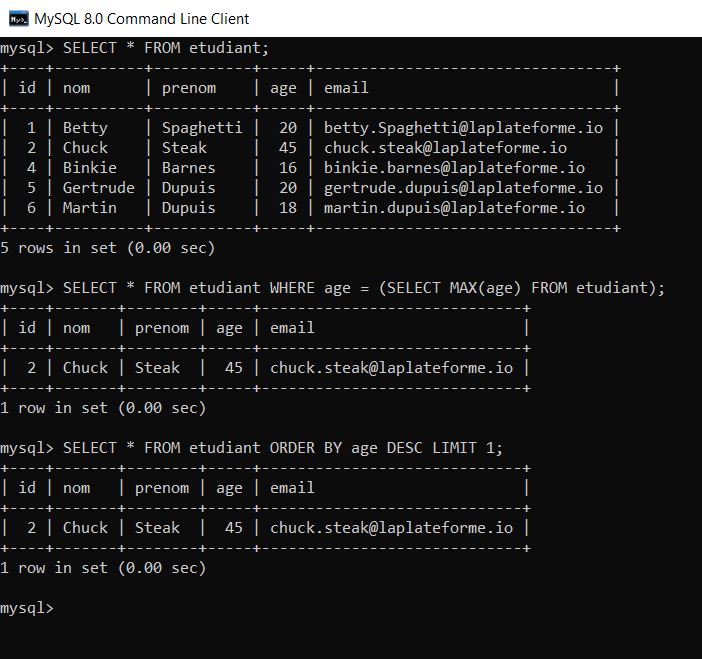 MySQL 8.0 Command Line Client
mysql> SELECT * FROM etudiant;
+----+----------+-----------+-----+----------------------------------+
| id | nom      | prenom    | age | email                            |
+----+----------+-----------+-----+----------------------------------+
|  1 | Betty    | Spaghetti |  20 | betty.Spaghetti@laplateforme.io |
|  2 | Chuck    | Steak     |  45 | chuck.steak@laplateforme.io     |
|  4 | Binkie   | Barnes    |  16 | binkie.barnes@laplateforme.io   |
|  5 | Gertrude | Dupuis    |  20 | gertrude.dupuis@laplateforme.io |
|  6 | Martin   | Dupuis    |  18 | martin.dupuis@laplateforme.io   |
+----+----------+-----------+-----+----------------------------------+
5 rows in set (0.00 sec)
mysql> SELECT * FROM etudiant WHERE age = (SELECT MAX(age) FROM etudiant);
+----+-------+--------+-----+-----------------------------+
| id | nom   | prenom | age | email                       |
+----+-------+--------+-----+-----------------------------+
|  2 | Chuck | Steak  |  45 | chuck.steak@laplateforme.io |
+----+-------+--------+-----+-----------------------------+
1 row in set (0.00 sec)
mysql> SELECT * FROM etudiant ORDER BY age DESC LIMIT 1;
+----+-------+--------+-----+-----------------------------+
| id | nom   | prenom | age | email                       |
+----+-------+--------+-----+-----------------------------+
|  2 | Chuck | Steak  |  45 | chuck.steak@laplateforme.io |
+----+-------+--------+-----+-----------------------------+
1 row in set (0.00 sec)
mysql>